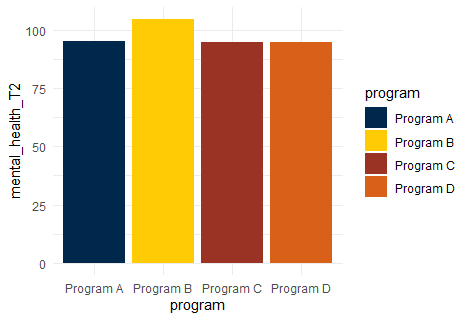 mental_health_T2
100
75
50
25
0
Program A Program B Program C Program D
program
program
Program A
Program B
Program C
Program D